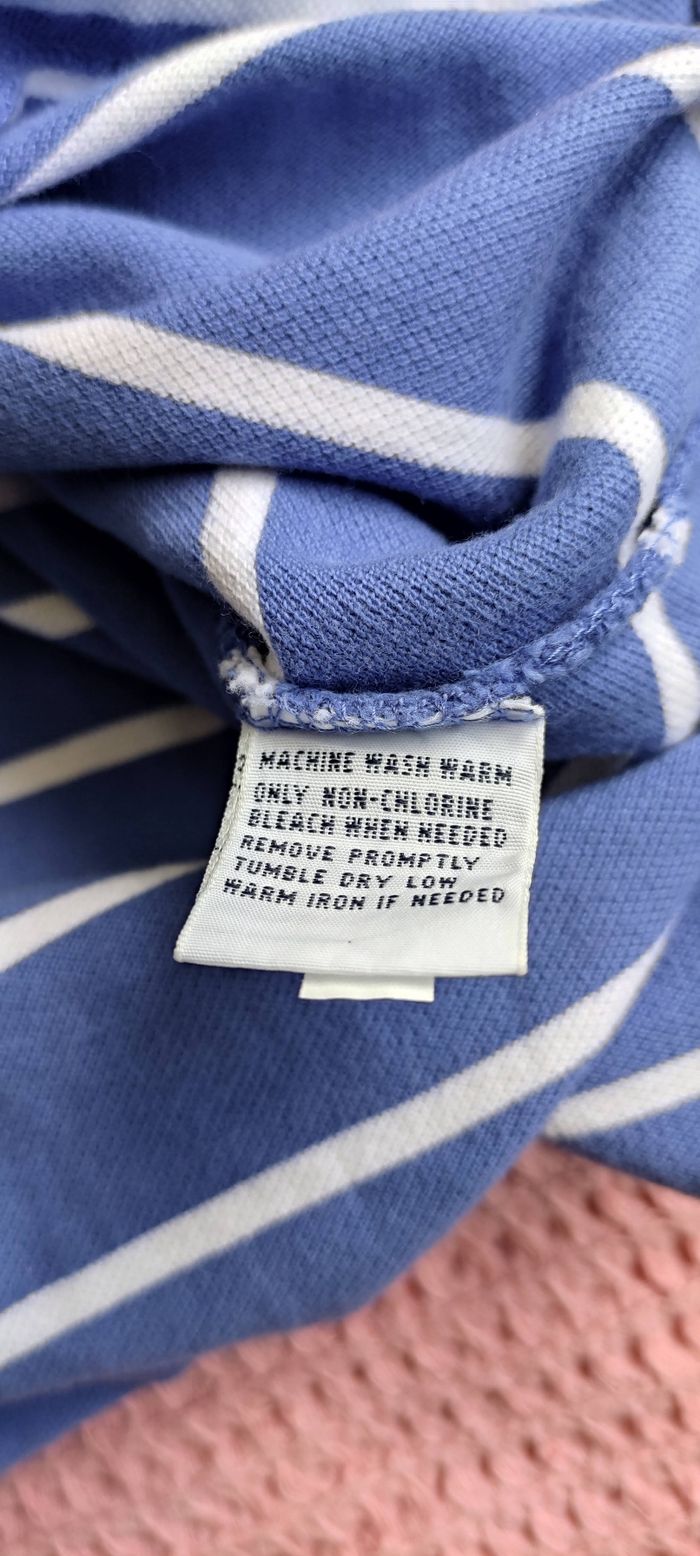 MACHINE WASH WARM
ONLY NON-CHLORINE
BLEACH WHEN NEEDED
REMOVE PROMPTLY
TUMBLE DRY LOW
WARM IRON IF NEEDED